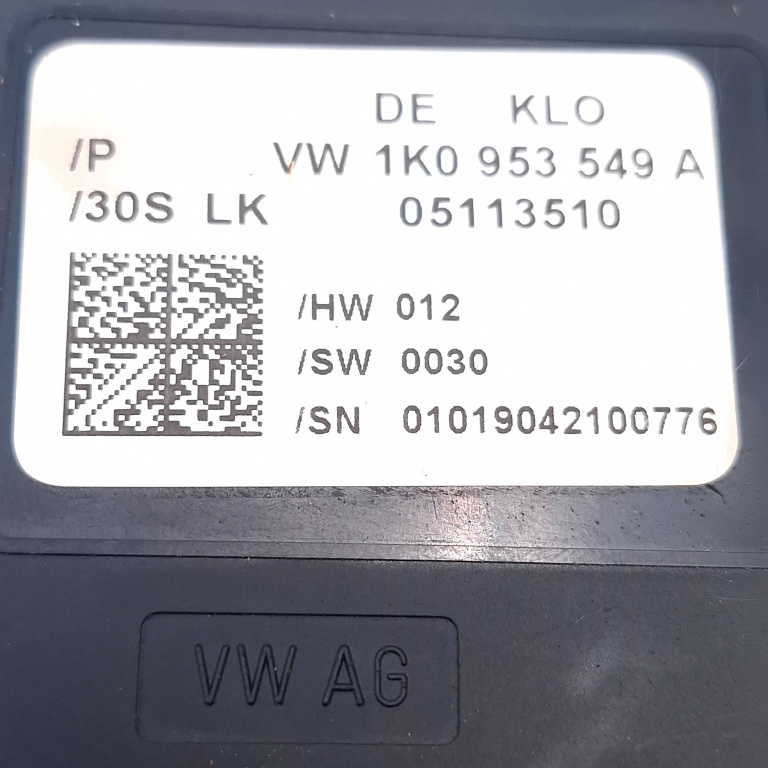 DE KLO
/P VW 1K0 953 549 A
/30S LK 05113510
/HW 012
/SW 0030
/SN 01019042100776
VW AG